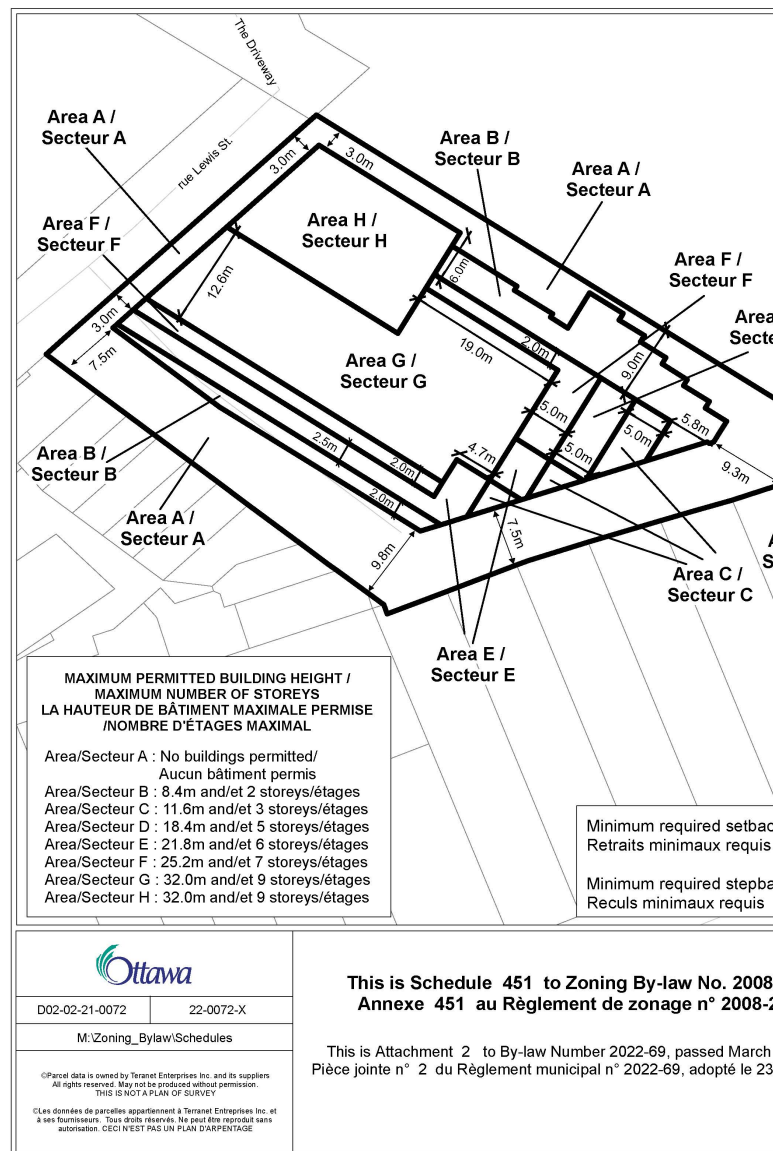 The Driveway
rue Lewis St.
Area A /
Secteur A
3.0m
3.0m
Area B /
Secteur B
Area A /
Secteur A
Area F /
Secteur F
Area H /
Secteur H
Area F /
Secteur F
12.6m
6.0m
3.0m
7.5m
Area G /
Secteur G
19.0m
2.0m
9.0m
5.0m
5.0m
5.0m
5.8m
9.3m
Area B /
Secteur B
2.5m
2.0m
4.7m
2.0m
Area A /
Secteur A
9.8m
7.5m
Area C /
Secteur C
Area E /
Secteur E
MAXIMUM PERMITTED BUILDING HEIGHT /
MAXIMUM NUMBER OF STOREYS
LA HAUTEUR DE BÂTIMENT MAXIMALE PERMISE
/NOMBRE D'ÉTAGES MAXIMAL
Area/Secteur A : No buildings permitted/
Aucun bâtiment permis
Area/Secteur B : 8.4m and/et 2 storeys/étages
Area/Secteur C : 11.6m and/et 3 storeys/étages
Area/Secteur D : 18.4m and/et 5 storeys/étages
Area/Secteur E : 21.8m and/et 6 storeys/étages
Area/Secteur F : 25.2m and/et 7 storeys/étages
Area/Secteur G : 32.0m and/et 9 storeys/étages
Area/Secteur H : 32.0m and/et 9 storeys/étages
Minimum required
Retraits minimaux requis
Minimum required
Reculs minimaux requis
Ottawa
D02-02-21-0072
22-0072-X
M:\Zoning_Bylaw\Schedules
©Parcel data is owned by Teranet Enterprises Inc. and its suppliers
All rights reserved. May not be produced without permission.
THIS IS NOT A PLAN OF SURVEY
©Les données de parcelles appartiennent à Teranet Entreprises Inc. et
à ses fournisseurs. Tous droits réservés. Ne peut être reproduit sans
autorisation. CECI N'EST PAS UN PLAN D'ARPENTAGE
This is Schedule 451 to Zoning By-law No. 2008
Annexe 451 au Règlement de zonage n° 2008-2
This is Attachment 2 to By-law Number 2022-69, passed March
Pièce jointe n° 2 du Règlement municipal n° 2022-69, adopté le 23